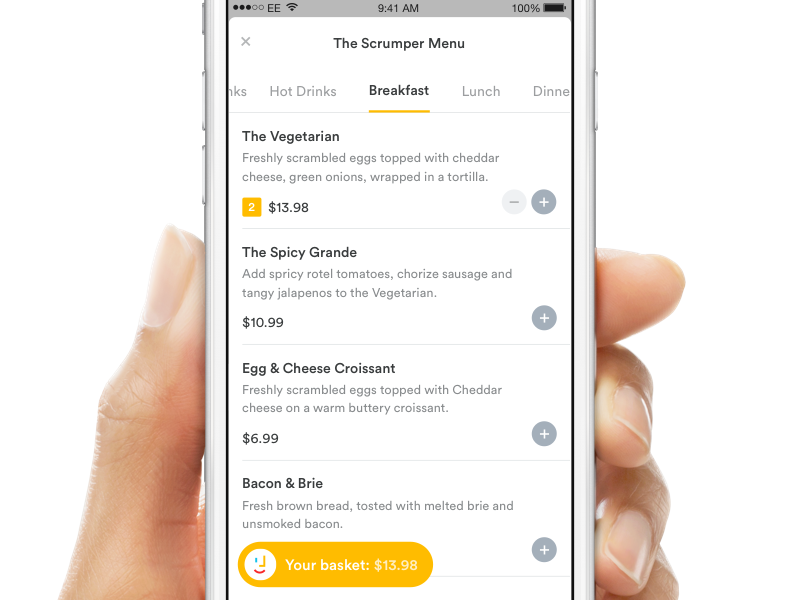 EE 9:41 AM 100%
× The Scrumper Menu
nks Hot Drinks Breakfast Lunch Dinne
The Vegetarian
Freshly scrambled eggs topped with cheddar
cheese, green onions, wrapped in a tortilla.
2 $13.98 − +
The Spicy Grande
Add spricy rotel tomatoes, chorize sausage and
tangy jalapenos to the Vegetarian.
$10.99 +
Egg & Cheese Croissant
Freshly scrambled eggs topped with Cheddar
cheese on a warm buttery croissant.
$6.99 +
Bacon & Brie
Fresh brown bread, tosted with melted brie and
unsmoked bacon.
+
Your basket: $13.98